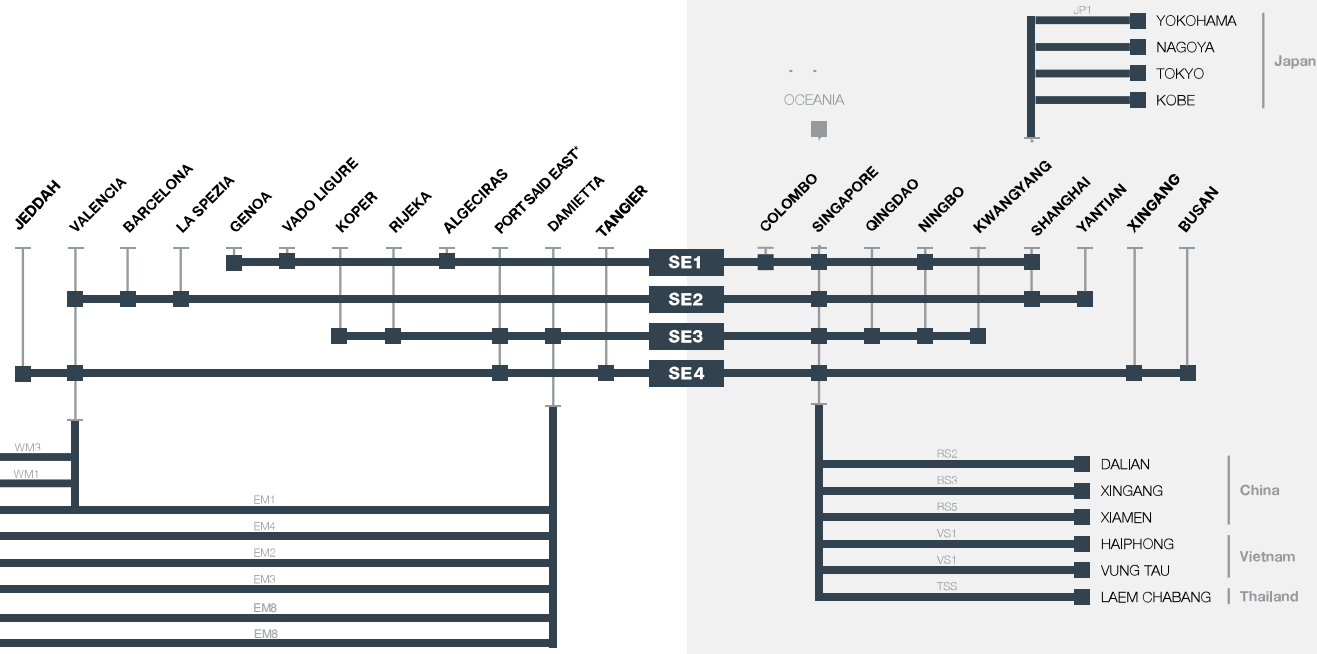 JP1
YOKOHAMA
NAGOYA
TOKYO
KOBE
Japan
OCEANIA
JEDDAH
VALENCIA
BARCELONA
LA SPEZIA
GENOA
VADO LIGURE
KOPER
RIJEKA
ALGECIRAS
PORT SAID EAST*
DAMIETTA
TANGIER
COLOMBO
SINGAPORE
QINGDAO
NINGBO
KWANGYANG
SHANGHAI
YANTIAN
XINGANG
BUSAN
SE1
SE2
SE3
SE4
WM3
WM1
EM1
EM4
EM2
EM3
EM8
EM8
RS2
DALIAN
BS3
XINGANG
China
RS5
XIAMEN
VS1
HAIPHONG
Vietnam
VS1
VUNG TAU
TSS
LAEM CHABANG
Thailand